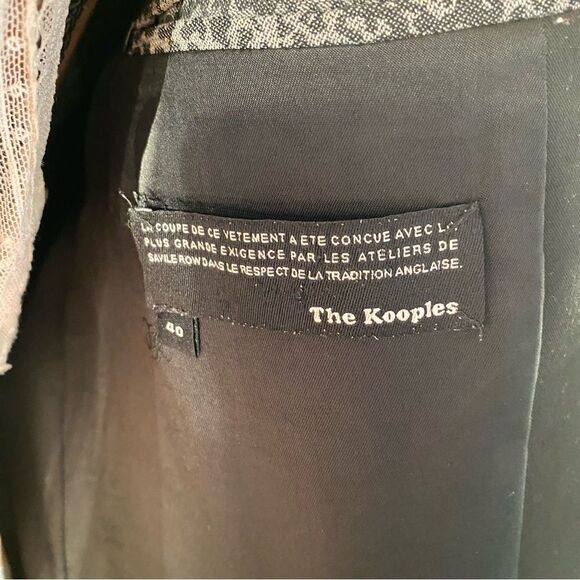 LA COUPE DE CE VETEMENT A ETE CONCUE AVEC LA
PLUS GRANDE EXIGENCE PAR LES ATELIERS DE
SAVILE ROW DANS LE RESPECT DE LA TRADITION ANGLAISE.
The Kooples
40